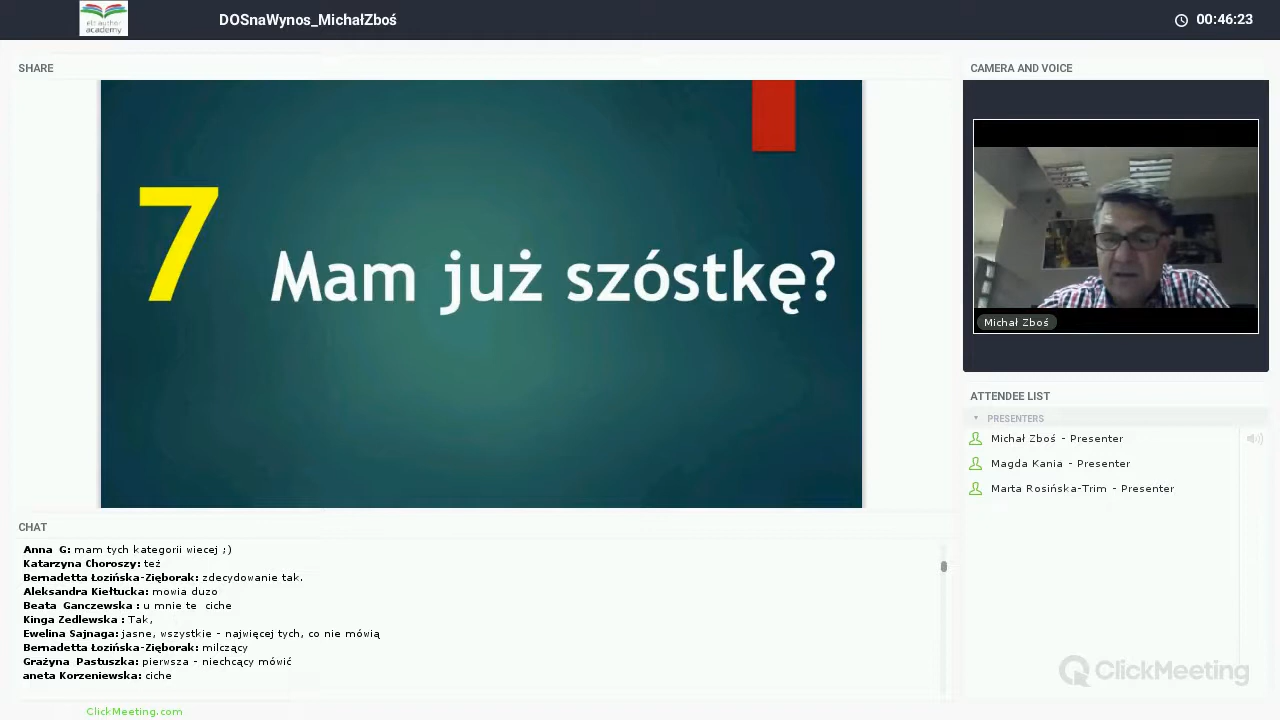 DOSnaWynos_MichałZboś
00:46:23
academy
SHARE
7 Mam już szóstkę?
CAMERA AND VOICE
Michał Zboś
ATTENDEE LIST
PRESENTERS
Michał Zboś - Presenter
Magda Kania - Presenter
Marta Rosińska-Trim - Presenter
CHAT
Anna G: mam tych kategorii wiecej ;)
Katarzyna Choroszy: też
Bernadetta Łozińska-Zięborak: zdecydowanie tak.
Aleksandra Kiełtucka: mowia duzo
Beata Ganczewska : u mnie te ciche
Kinga Zedlewska : Tak,
Ewelina Sajnaga: jasne, wszystkie - najwięcej tych, co nie mówią
Bernadetta Łozińska-Zięborak: milczący
Grażyna Pastuszka: pierwsza - niechcący mówić
aneta Korzeniewska: ciche
ClickMeeting
ClickMeeting.com